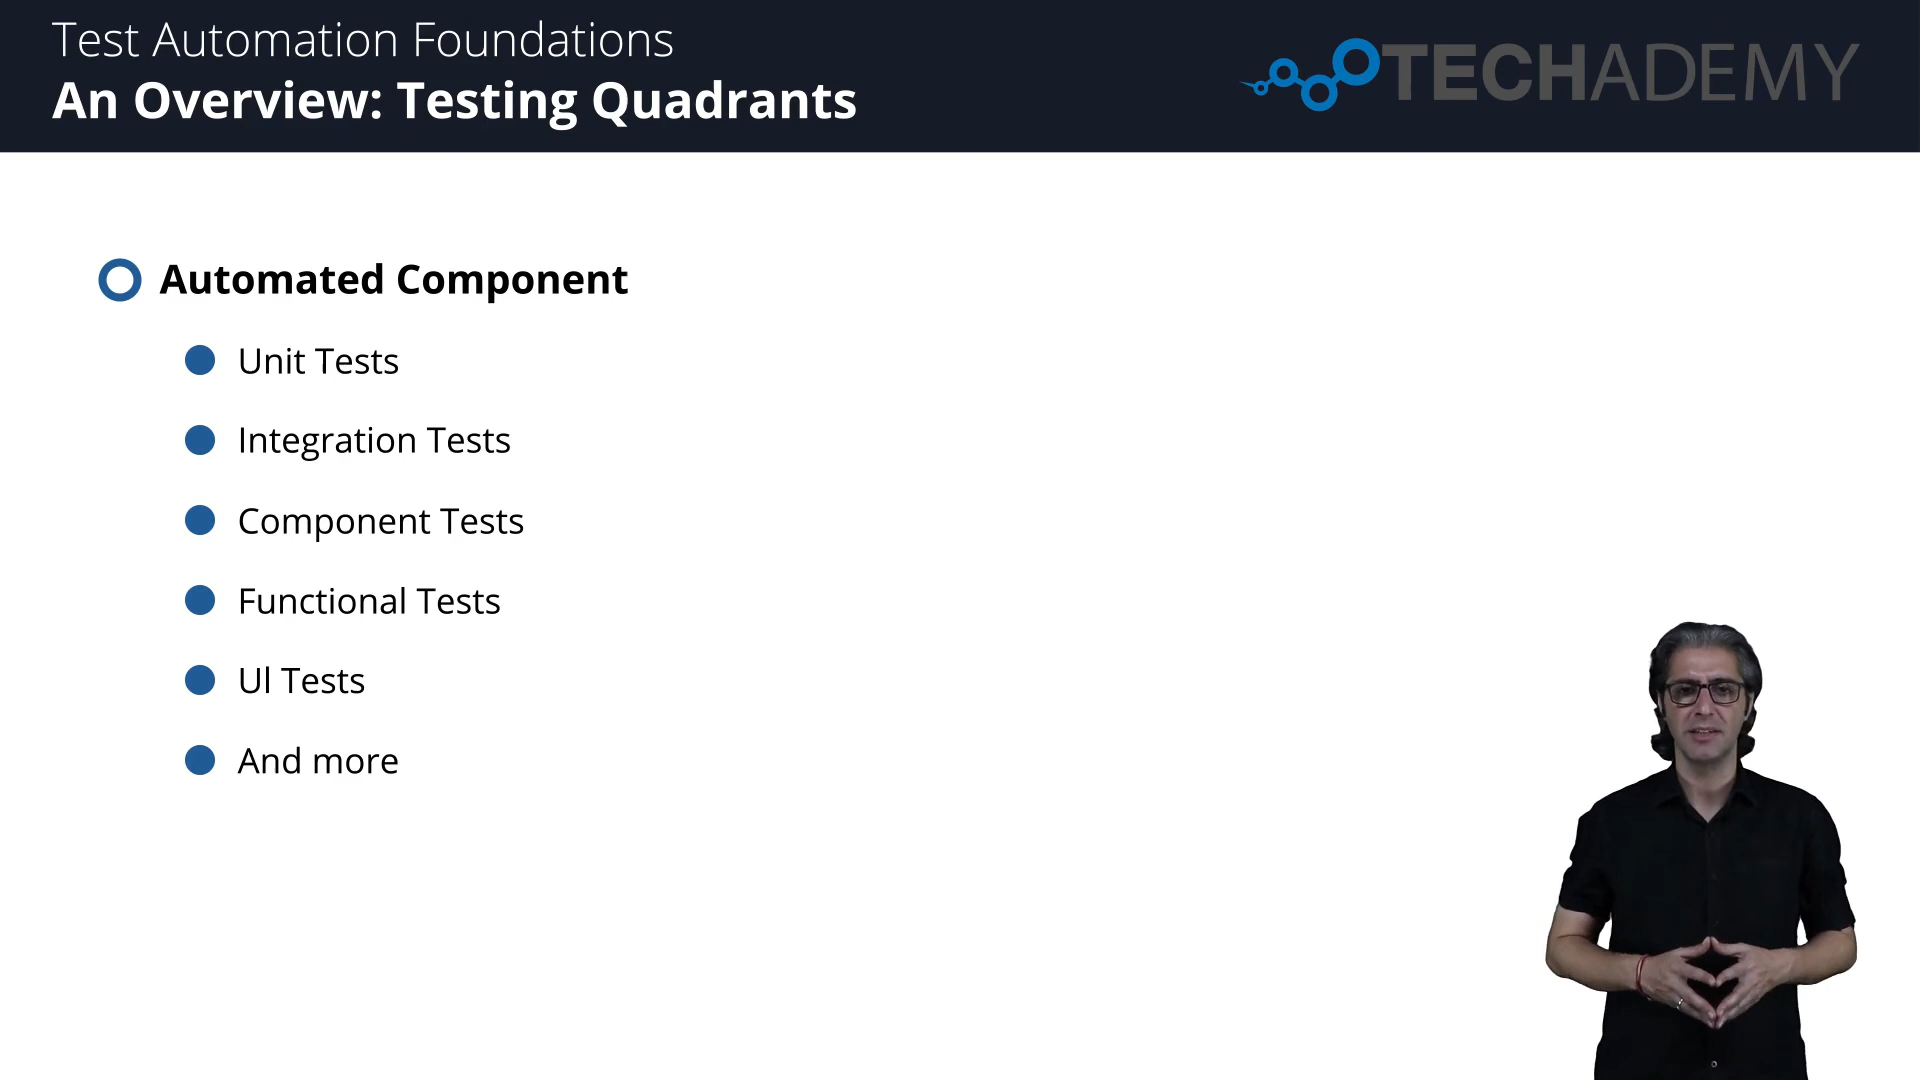 Test Automation Foundations
An Overview: Testing Quadrants
TECHADEMY
Automated Component
Unit Tests
Integration Tests
Component Tests
Functional Tests
UI Tests
And more